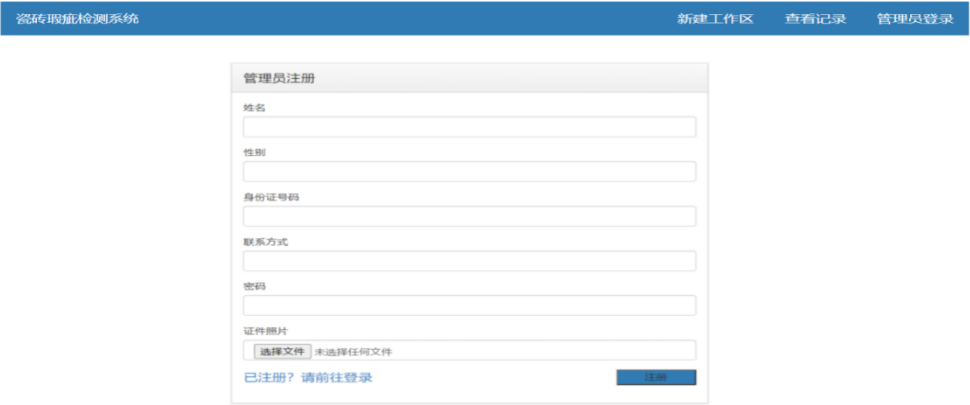 瓷砖瑕疵检测系统 新建工作区 查看记录 管理员登录
管理员注册
姓名
性别
身份证号码
联系方式
密码
证件照片
选择文件 未选择任何文件
已注册？请前往登录 注册